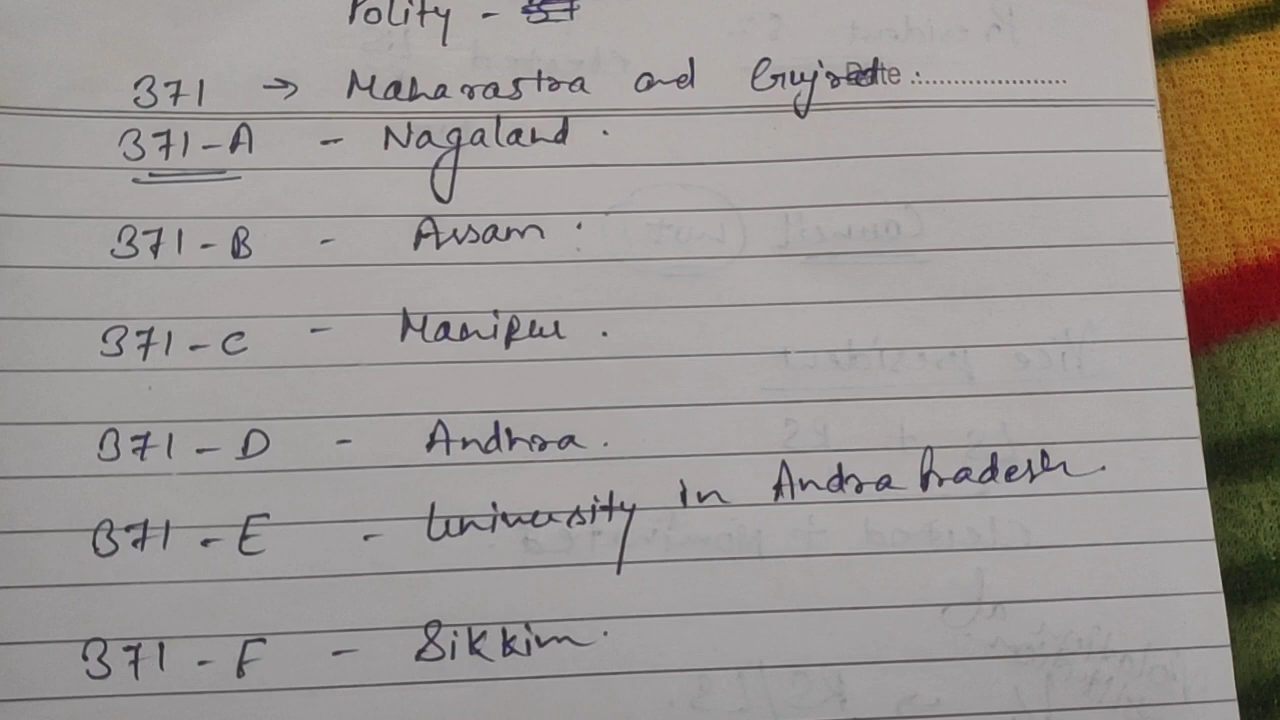 Polity -
371 → Maharastra and Gujrat Date :......................
371-A - Nagaland .
371-B - Assam .
371-C - Manipur .
371-D - Andhra .
371-E - University in Andra Pradesh .
371-F - Sikkim .